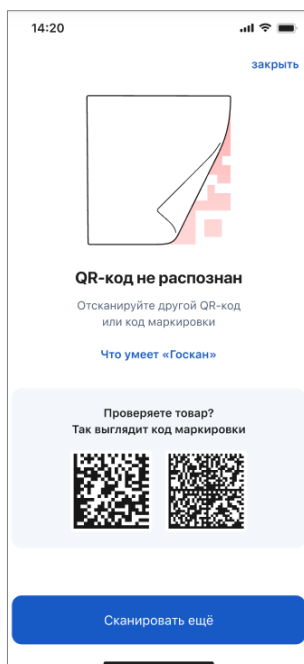 14:20
закрыть
QR-код не распознан
Отсканируйте другой QR-код
или код маркировки
Что умеет «Госкан»
Проверяете товар?
Так выглядит код маркировки
Сканировать ещё